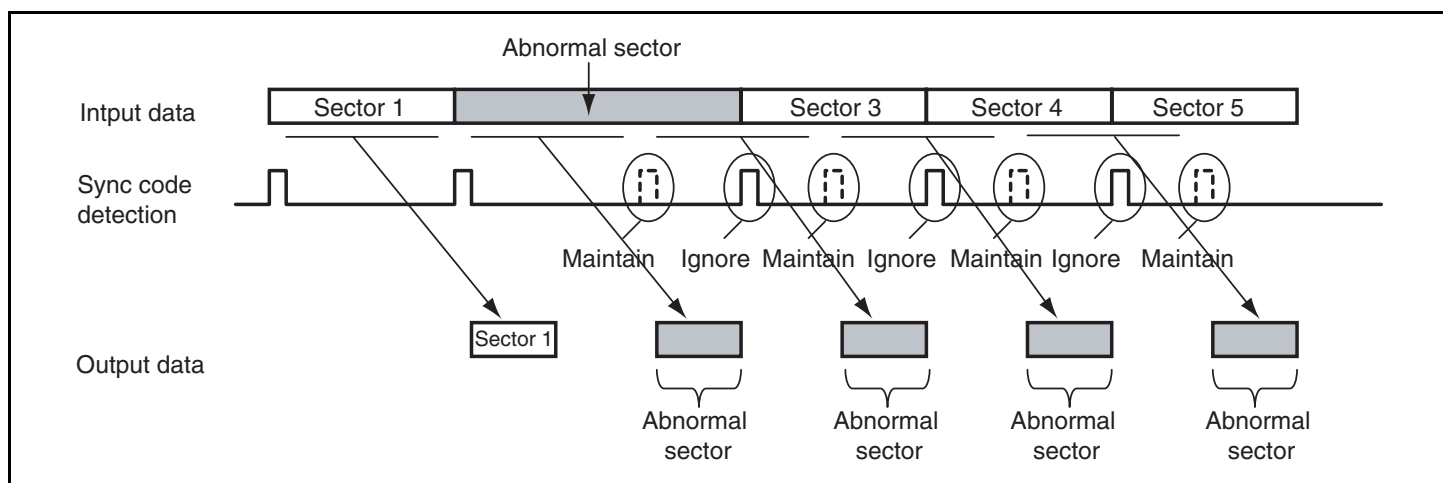 Abnormal sector
Intput data
Sector 1
Sector 3
Sector 4
Sector 5
Sync code
detection
Maintain
Ignore
Maintain
Ignore
Maintain
Ignore
Maintain
Output data
Sector 1
Abnormal
sector
Abnormal
sector
Abnormal
sector
Abnormal
sector